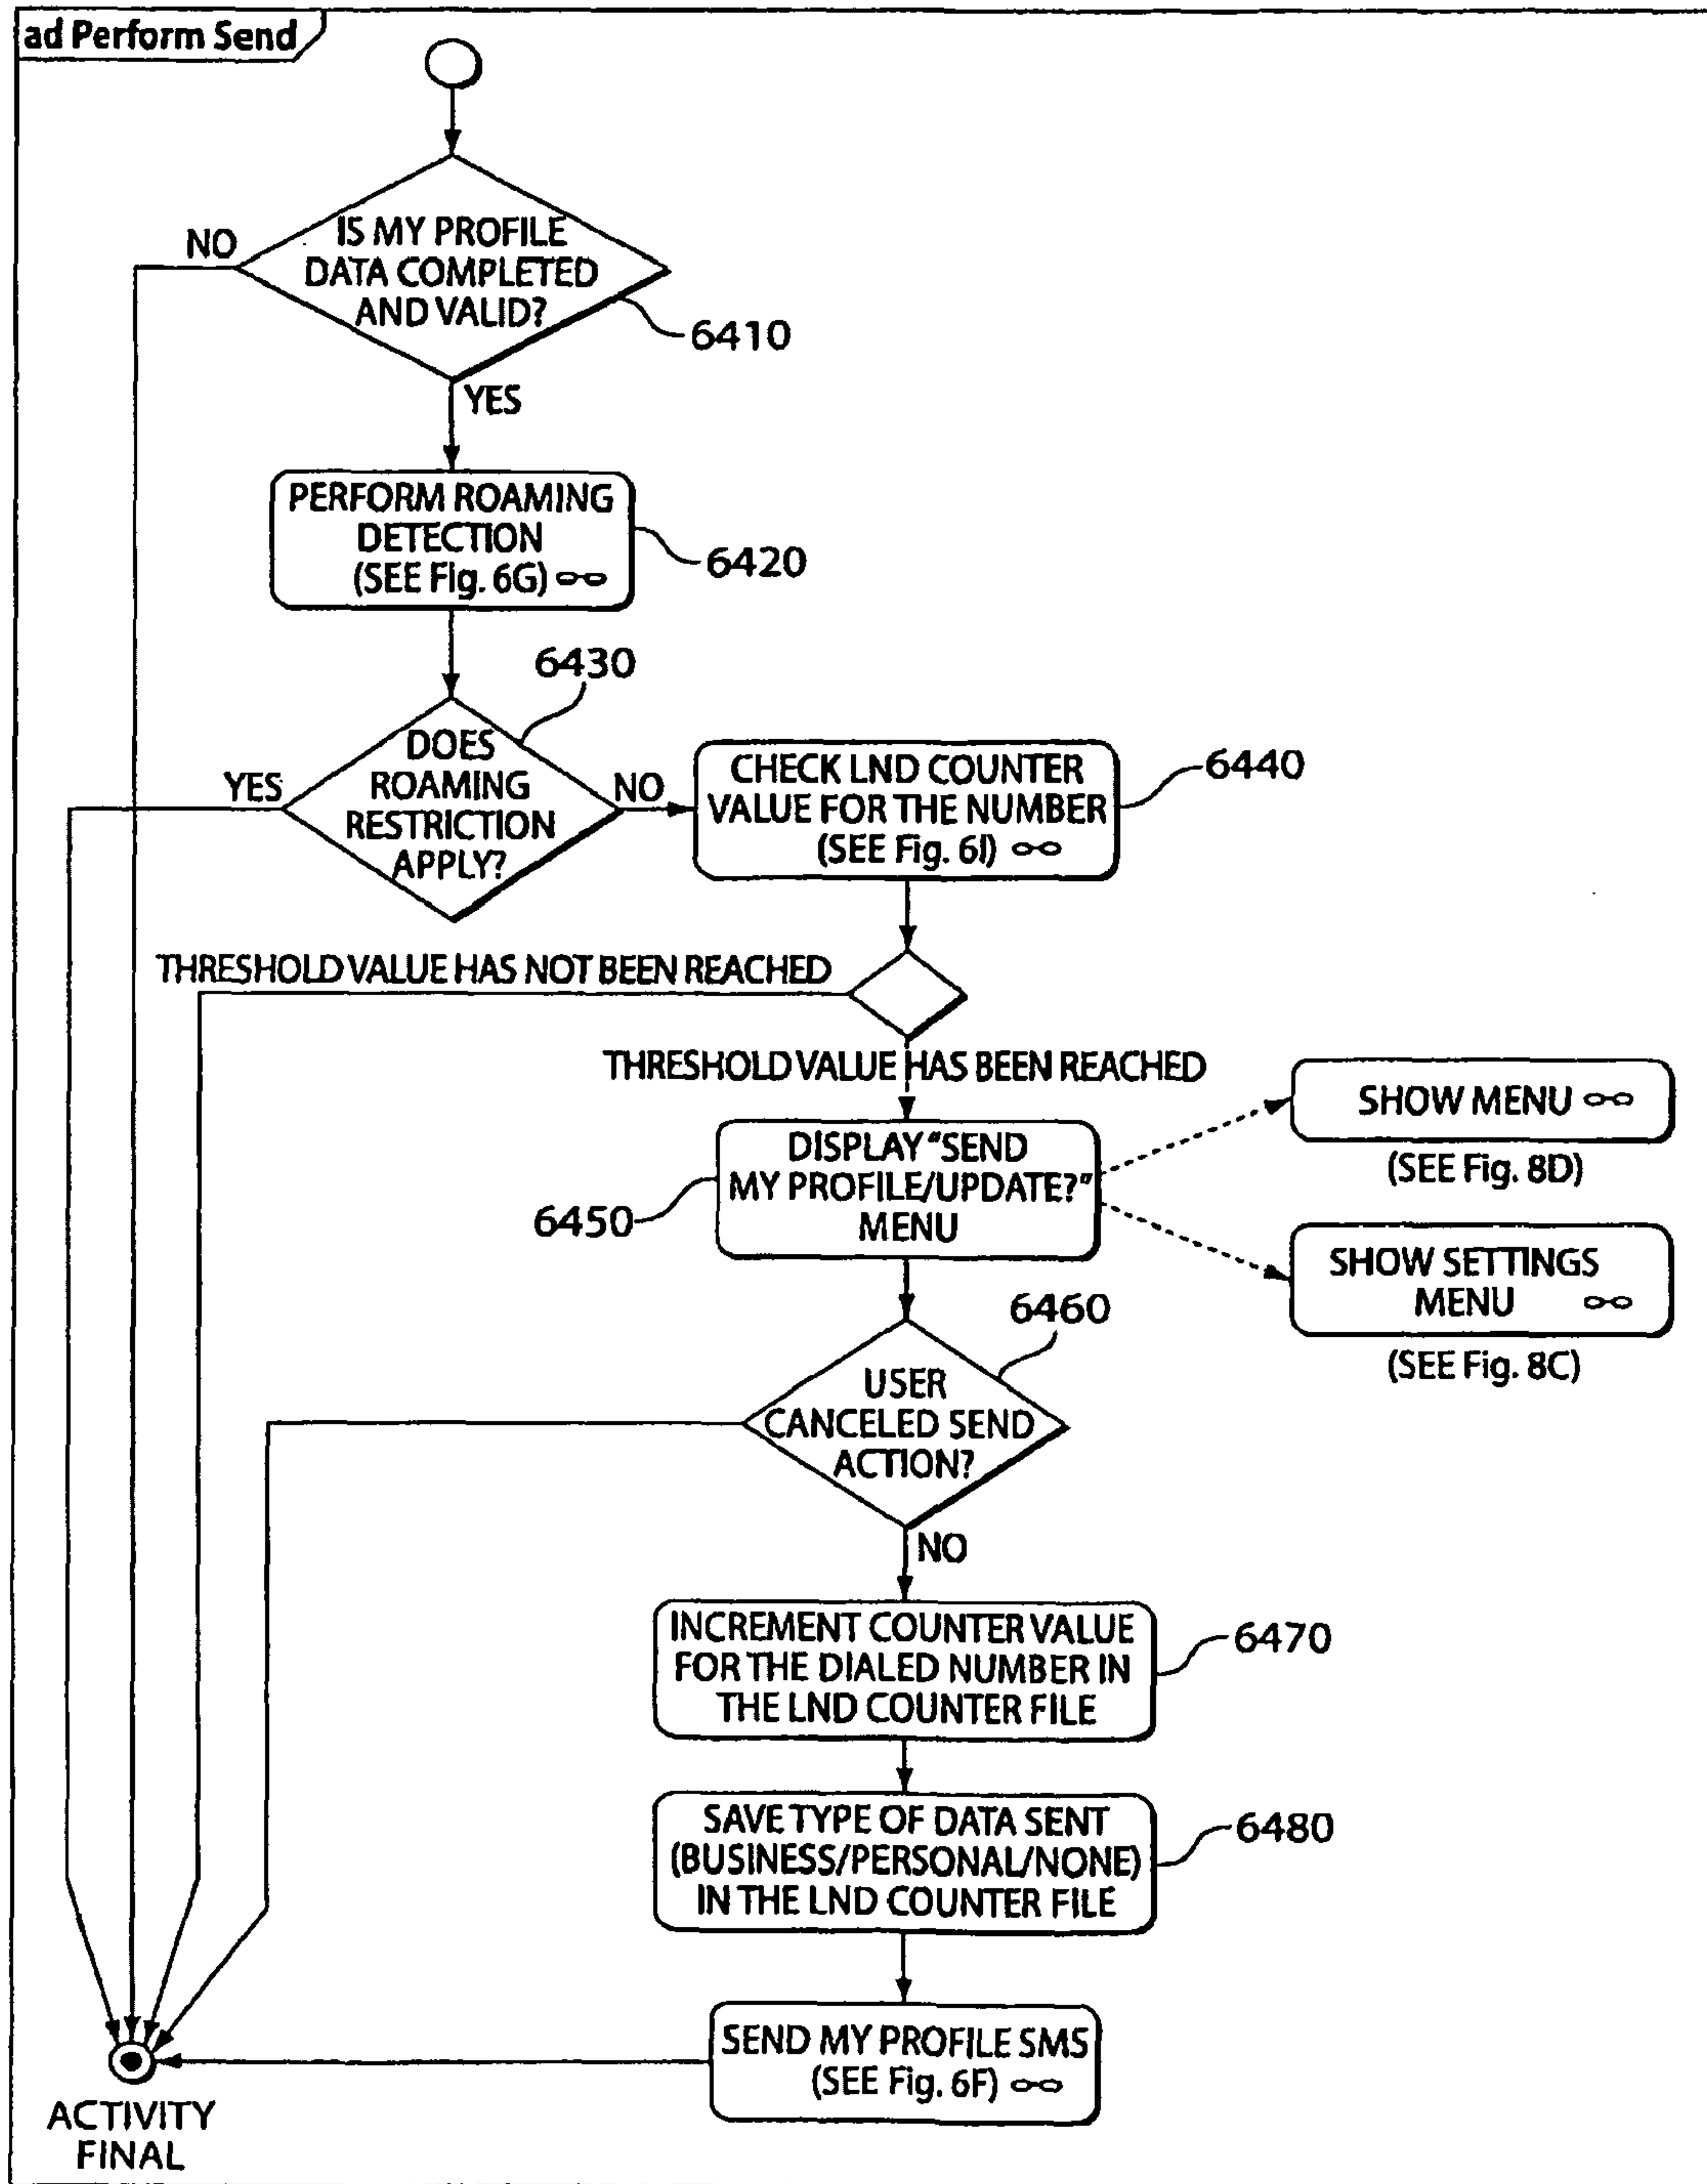 ad Perform Send
IS MY PROFILE
DATA COMPLETED
AND VALID?
NO
6410
YES
PERFORM ROAMING
DETECTION
(SEE Fig. 6G)
6420
6430
DOES
ROAMING
RESTRICTION
APPLY?
YES
NO
CHECK LND COUNTER
VALUE FOR THE NUMBER
(SEE Fig. 6I)
6440
THRESHOLD VALUE HAS NOT BEEN REACHED
THRESHOLD VALUE HAS BEEN REACHED
DISPLAY "SEND
MY PROFILE/UPDATE?"
MENU
6450
SHOW MENU
(SEE Fig. 8D)
SHOW SETTINGS
MENU
(SEE Fig. 8C)
6460
USER
CANCELED SEND
ACTION?
NO
INCREMENT COUNTER VALUE
FOR THE DIALED NUMBER IN
THE LND COUNTER FILE
6470
SAVE TYPE OF DATA SENT
(BUSINESS/PERSONAL/NONE)
IN THE LND COUNTER FILE
6480
SEND MY PROFILE SMS
(SEE Fig. 6F)
ACTIVITY
FINAL